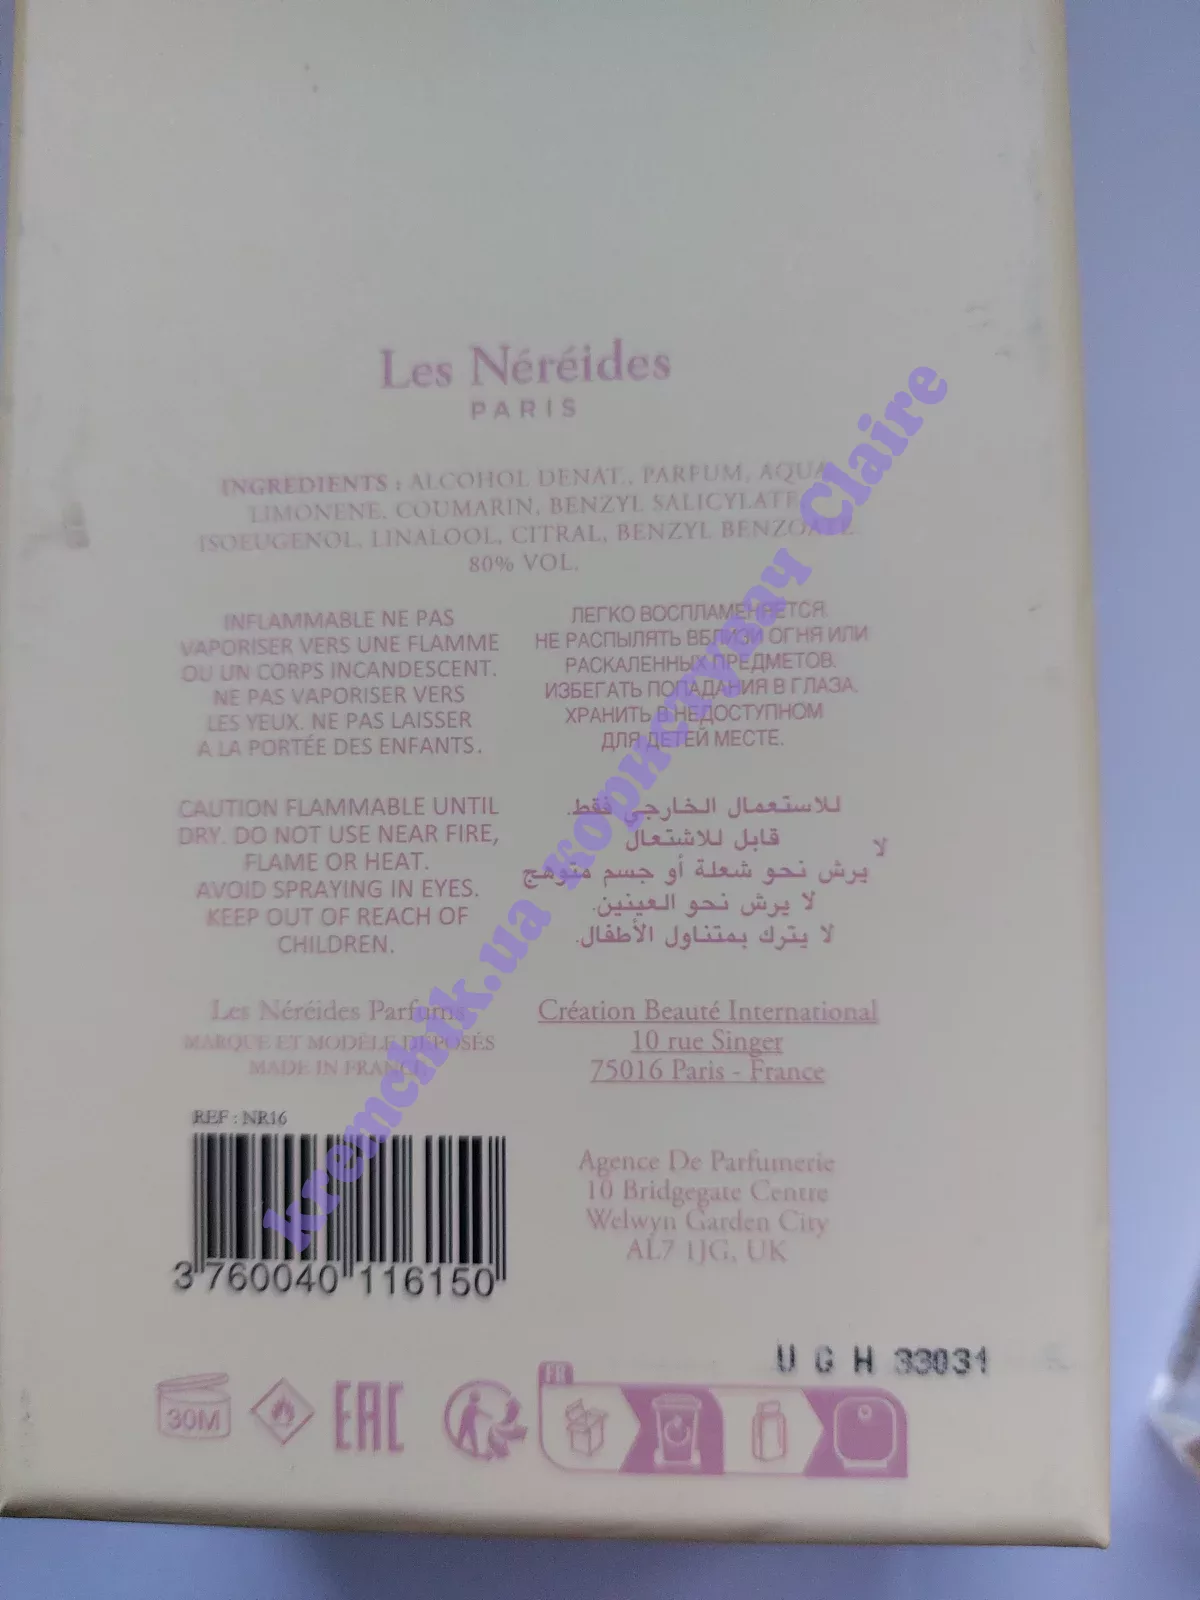 Les Néréides
PARIS
INGREDIENTS : ALCOHOL DENAT., PARFUM, AQUA,
LIMONENE, COUMARIN, BENZYL SALICYLATE,
ISOEUGENOL, LINALOOL, CITRAL, BENZYL BENZOATE
80% VOL.
INFLAMMABLE NE PAS
VAPORISER VERS UNE FLAMME
OU UN CORPS INCANDESCENT.
NE PAS VAPORISER VERS
LES YEUX. NE PAS LAISSER
A LA PORTÉE DES ENFANTS.
ЛЕГКО ВОСПЛАМЕНЯЕТСЯ.
НЕ РАСПЫЛЯТЬ ВБЛИЗИ ОГНЯ ИЛИ
РАСКАЛЕННЫХ ПРЕДМЕТОВ.
ИЗБЕГАТЬ ПОПАДАНИЯ В ГЛАЗА.
ХРАНИТЬ В НЕДОСТУПНОМ
ДЛЯ ДЕТЕЙ МЕСТЕ.
CAUTION FLAMMABLE UNTIL
DRY. DO NOT USE NEAR FIRE,
FLAME OR HEAT.
AVOID SPRAYING IN EYES.
KEEP OUT OF REACH OF
CHILDREN.
للاستعمال الخارجي فقط.
قابل للاشتعال
لا
يرش نحو شعلة أو جسم متوهج
لا يرش نحو العينين.
لا يترك بمتناول الأطفال.
Les Néréides Parfums
MARQUE ET MODÈLE DÉPOSÉS
MADE IN FRANCE
Création Beauté International
10 rue Singer
75016 Paris - France
REF : NR16
3 760040 116150
Agence De Parfumerie
10 Bridgegate Centre
Welwyn Garden City
AL7 1JG, UK
U G H 33031
30M
EAC
FR
kremchik.ua користувач Claire